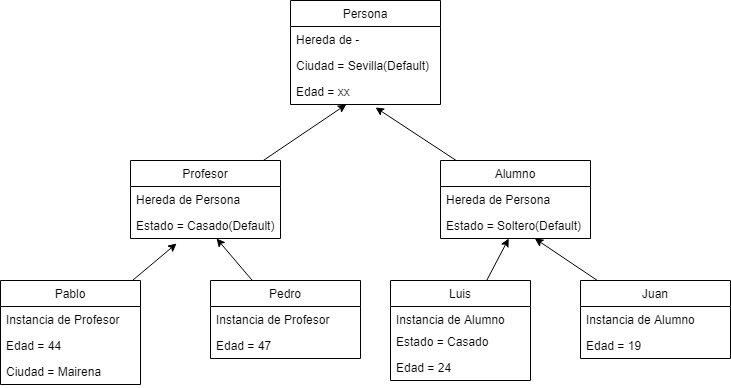 Persona
Hereda de -
Ciudad = Sevilla(Default)
Edad = xx
Profesor
Hereda de Persona
Estado = Casado(Default)
Alumno
Hereda de Persona
Estado = Soltero(Default)
Pablo
Instancia de Profesor
Edad = 44
Ciudad = Mairena
Pedro
Instancia de Profesor
Edad = 47
Luis
Instancia de Alumno
Estado = Casado
Edad = 24
Juan
Instancia de Alumno
Edad = 19